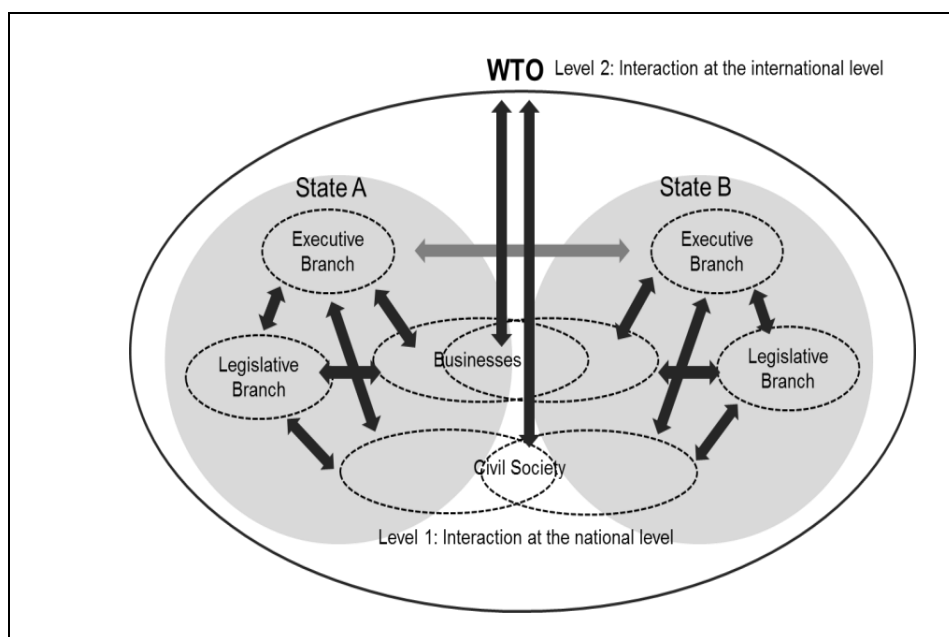 WTO Level 2: Interaction at the international level
State A
State B
Executive
Branch
Executive
Branch
Legislative
Branch
Businesses
Legislative
Branch
Civil Society
Level 1: Interaction at the national level